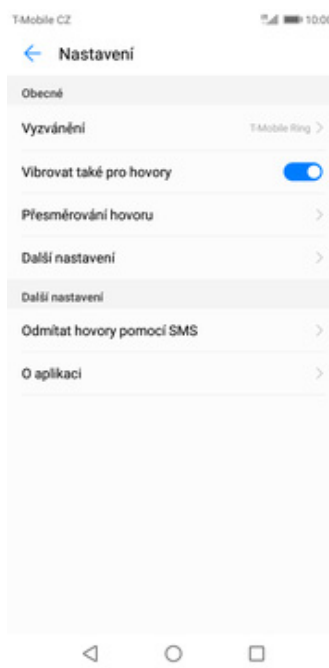 T-Mobile CZ 10:00
Nastavení
Obecné
Vyzvánění T-Mobile Ring
Vibrovat také pro hovory
Přesměrování hovoru
Další nastavení
Další nastavení
Odmítat hovory pomocí SMS
O aplikaci